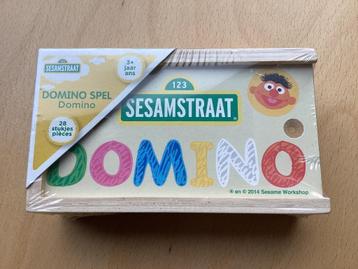 SESAMSTRAAT
3+
jaar
ans
DOMINO SPEL
Domino
28
stukjes
pièces
123
SESAMSTRAAT
DOMINO
® en © 2014 Sesame Workshop